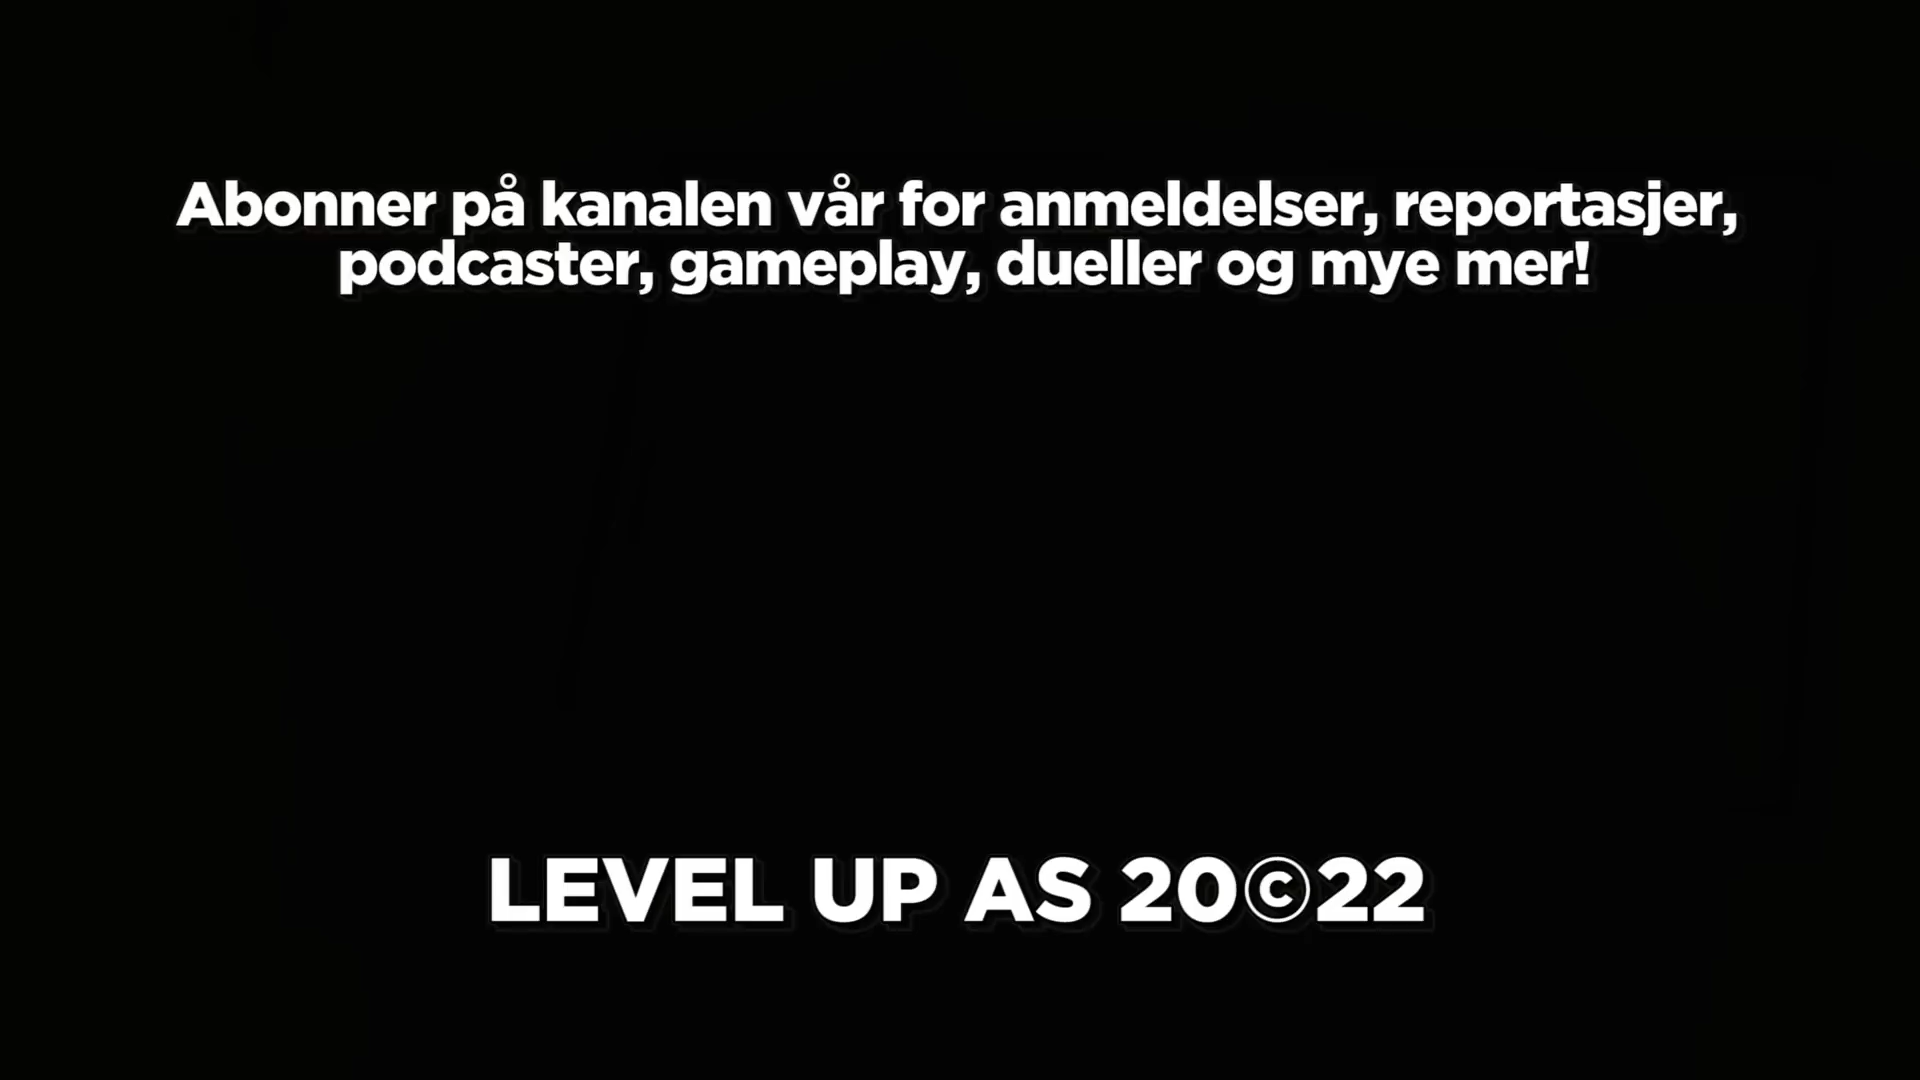 Abonner på kanalen vår for anmeldelser, reportasjer,
podcaster, gameplay, dueller og mye mer!
LEVEL UP AS 20©22